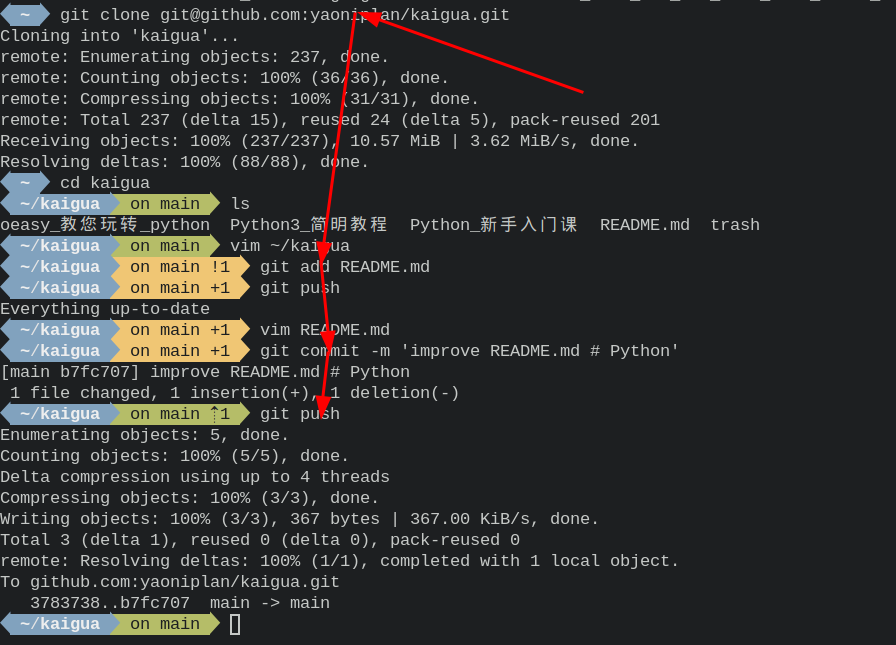 ~ git clone git@github.com:yaoniplan/kaigua.git
Cloning into 'kaigua'...
remote: Enumerating objects: 237, done.
remote: Counting objects: 100% (36/36), done.
remote: Compressing objects: 100% (31/31), done.
remote: Total 237 (delta 15), reused 24 (delta 5), pack-reused 201
Receiving objects: 100% (237/237), 10.57 MiB | 3.62 MiB/s, done.
Resolving deltas: 100% (88/88), done.
~ cd kaigua
~/kaigua on main ls
oeasy_教您玩转_python Python3_简明教程 Python_新手入门课 README.md trash
~/kaigua on main vim ~/kaigua
~/kaigua on main !1 git add README.md
~/kaigua on main +1 git push
Everything up-to-date
~/kaigua on main +1 vim README.md
~/kaigua on main +1 git commit -m 'improve README.md # Python'
[main b7fc707] improve README.md # Python
1 file changed, 1 insertion(+), 1 deletion(-)
~/kaigua on main ⇡1 git push
Enumerating objects: 5, done.
Counting objects: 100% (5/5), done.
Delta compression using up to 4 threads
Compressing objects: 100% (3/3), done.
Writing objects: 100% (3/3), 367 bytes | 367.00 KiB/s, done.
Total 3 (delta 1), reused 0 (delta 0), pack-reused 0
remote: Resolving deltas: 100% (1/1), completed with 1 local object.
To github.com:yaoniplan/kaigua.git
3783738..b7fc707 main -> main
~/kaigua on main